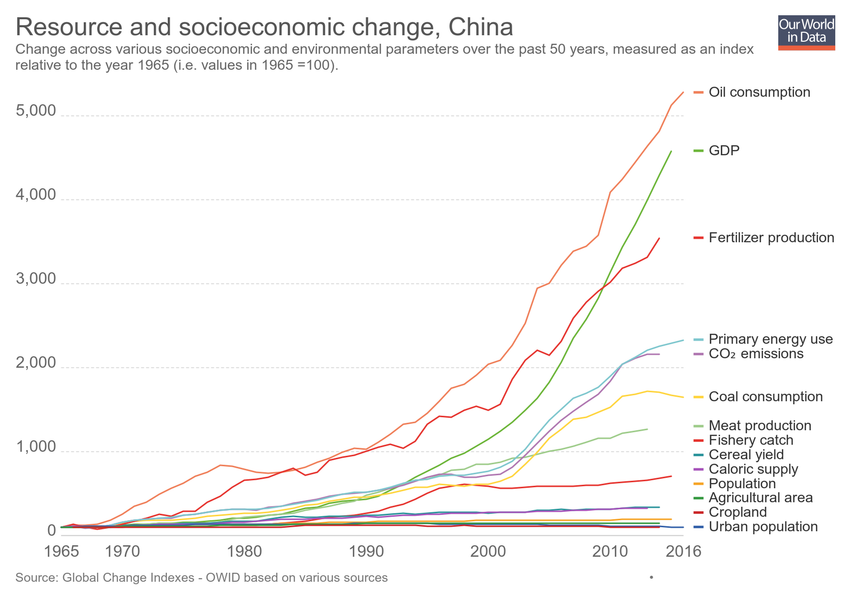 Resource and socioeconomic change, China
Our World
in Data
Change across various socioeconomic and environmental parameters over the past 50 years, measured as an index
relative to the year 1965 (i.e. values in 1965 =100).
Oil consumption
5,000
GDP
4,000
Fertilizer production
3,000
Primary energy use
CO₂ emissions
2,000
Coal consumption
Meat production
Fishery catch
1,000
Cereal yield
Caloric supply
Population
Agricultural area
Cropland
Urban population
0
1965 1970 1980 1990 2000 2010 2016
Source: Global Change Indexes - OWID based on various sources